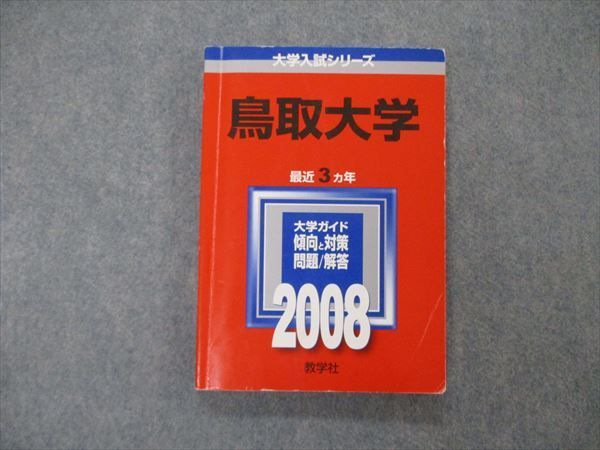 大学入試シリーズ
鳥取大学
最近3ヵ年
大学ガイド
傾向と対策
問題/解答
2008
教学社